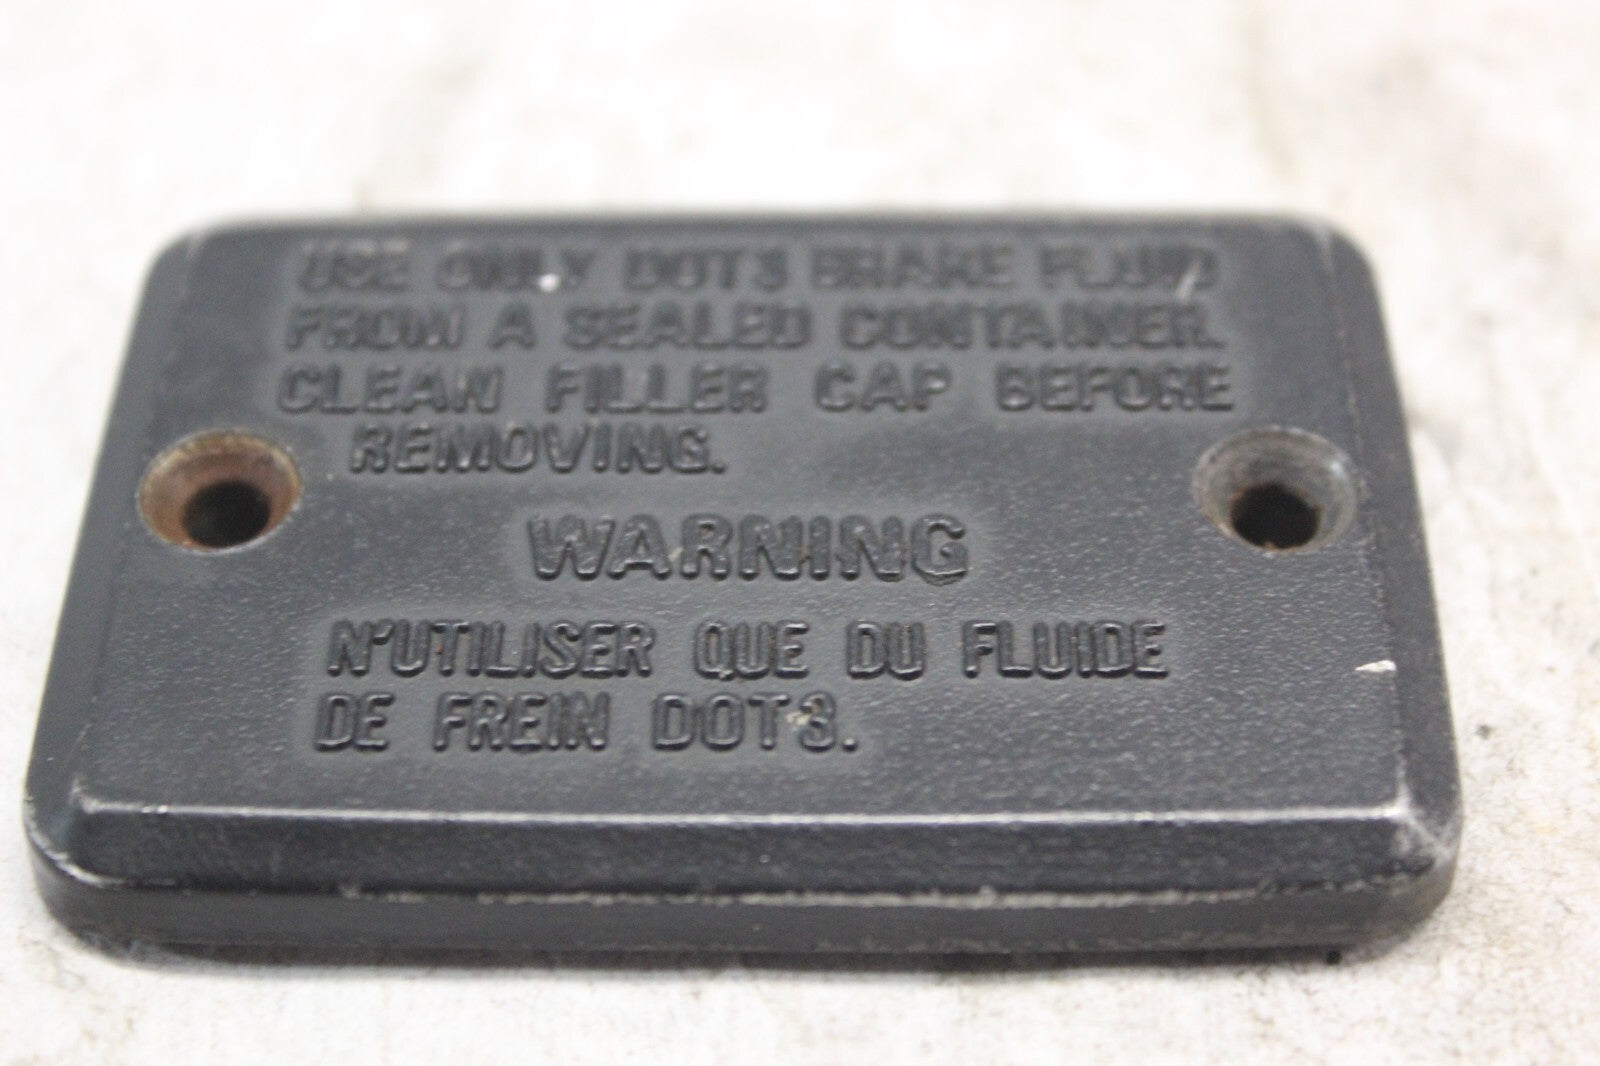 USE ONLY DOT3 BRAKE FLUID
FROM A SEALED CONTAINER.
CLEAN FILLER CAP BEFORE
REMOVING.
WARNING
N'UTILISER QUE DU FLUIDE
DE FREIN DOT3.